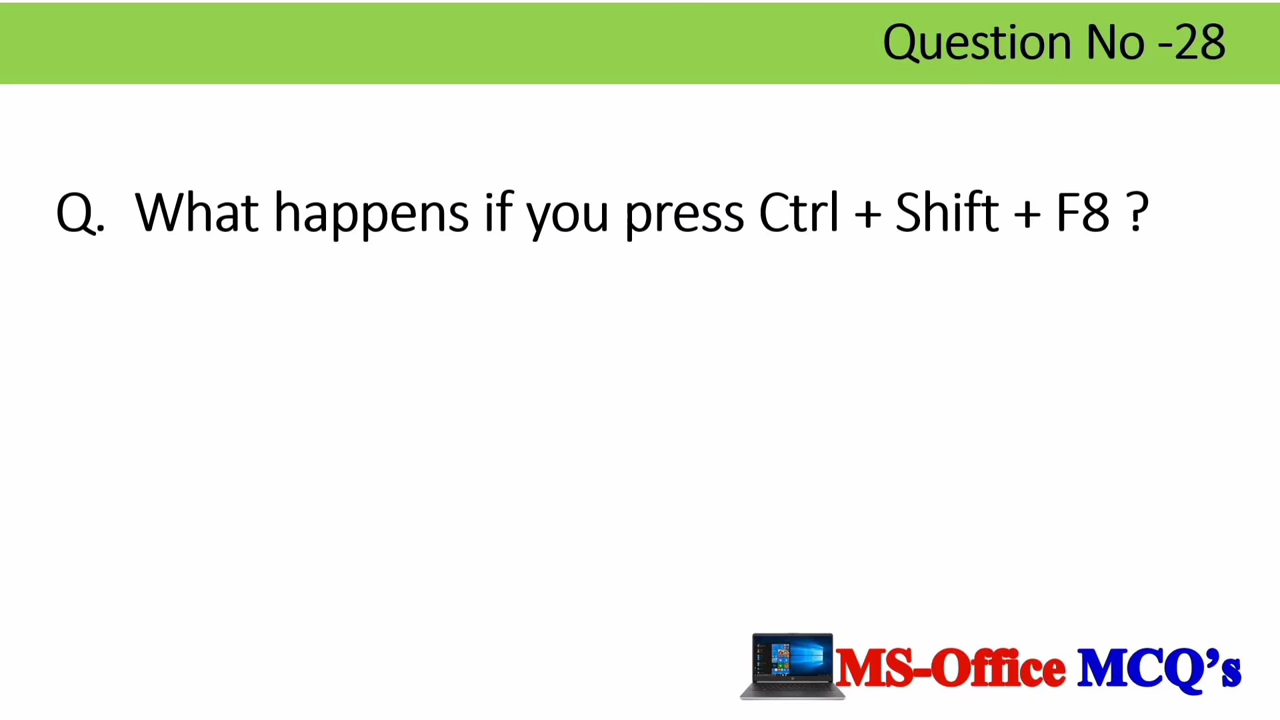 Question No -28
Q. What happens if you press Ctrl + Shift + F8 ?
MS-Office MCQ’s